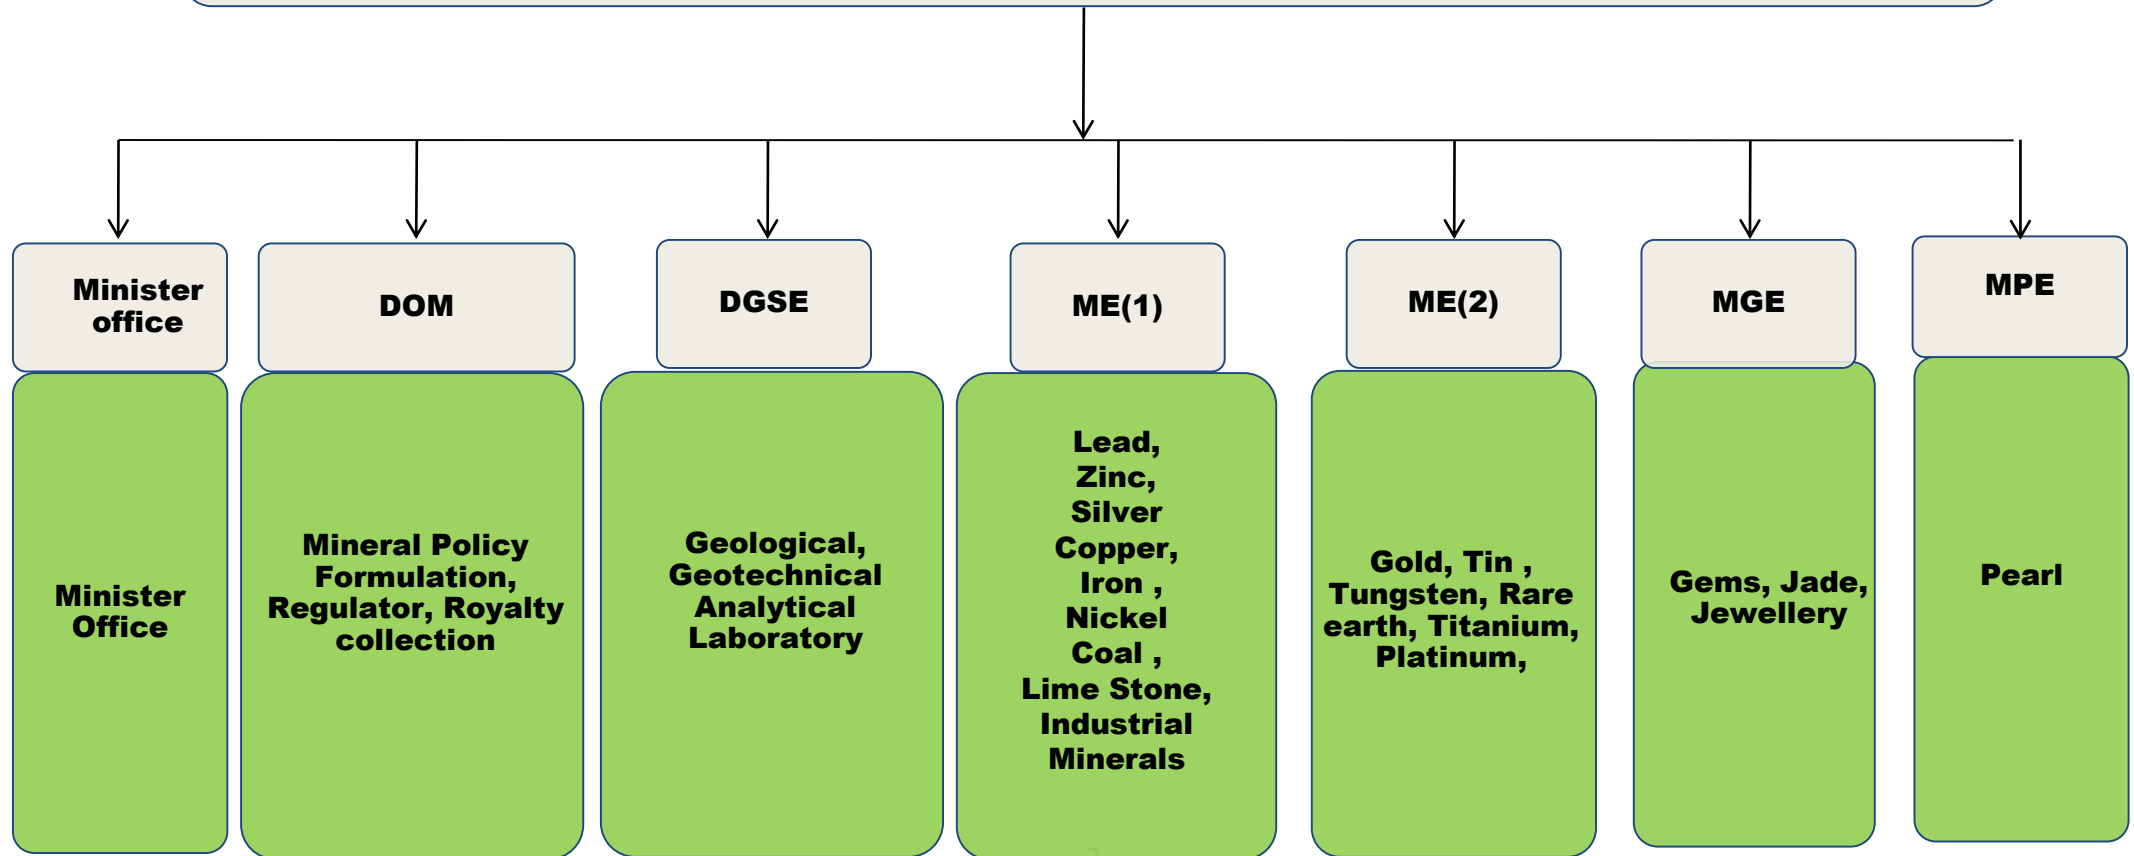 Minister
office
DOM
DGSE
ME(1)
ME(2)
MGE
MPE
Minister
Office
Mineral Policy
Formulation,
Regulator, Royalty
collection
Geological,
Geotechnical
Analytical
Laboratory
Lead,
Zinc,
Silver
Copper,
Iron ,
Nickel
Coal ,
Lime Stone,
Industrial
Minerals
Gold, Tin ,
Tungsten, Rare
earth, Titanium,
Platinum,
Gems, Jade,
Jewellery
Pearl